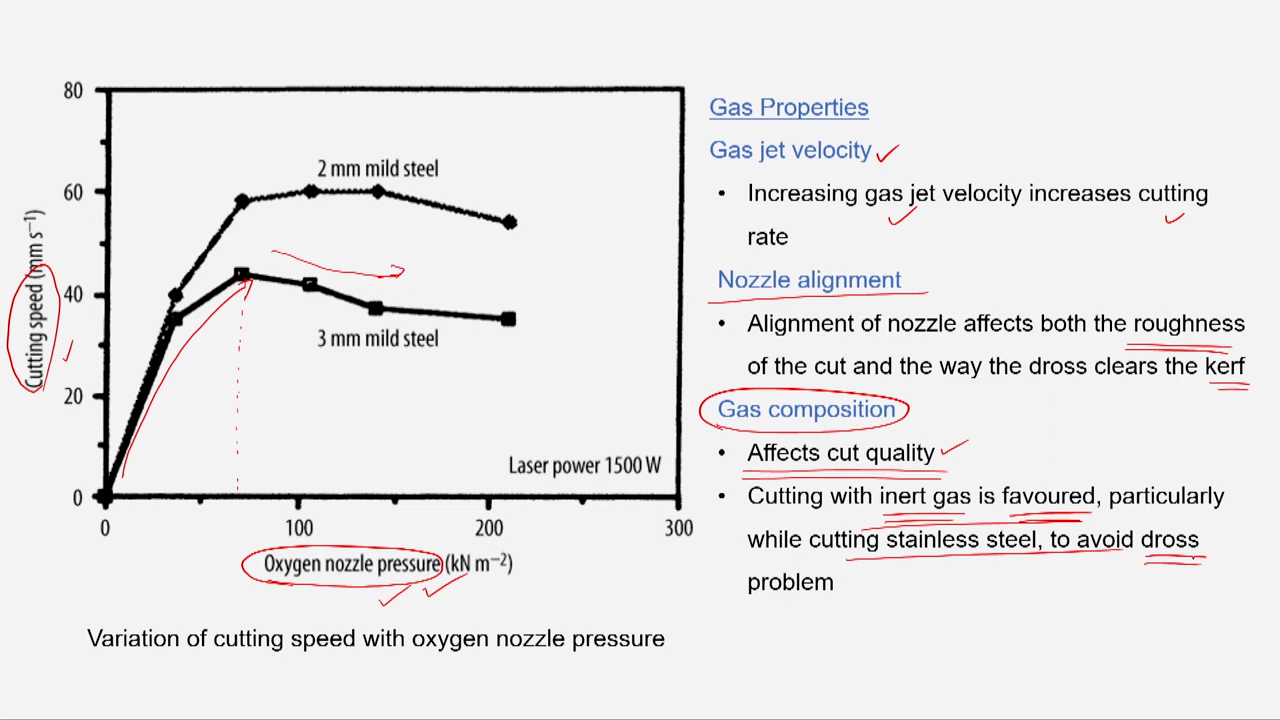 80
60
40
20
0
Cutting speed (mm s⁻¹)
2 mm mild steel
3 mm mild steel
Laser power 1500 W
0 100 200 300
Oxygen nozzle pressure (kN m⁻²)
Variation of cutting speed with oxygen nozzle pressure
Gas Properties
Gas jet velocity
• Increasing gas jet velocity increases cutting
rate
Nozzle alignment
• Alignment of nozzle affects both the roughness
of the cut and the way the dross clears the kerf
Gas composition
• Affects cut quality
• Cutting with inert gas is favoured, particularly
while cutting stainless steel, to avoid dross
problem